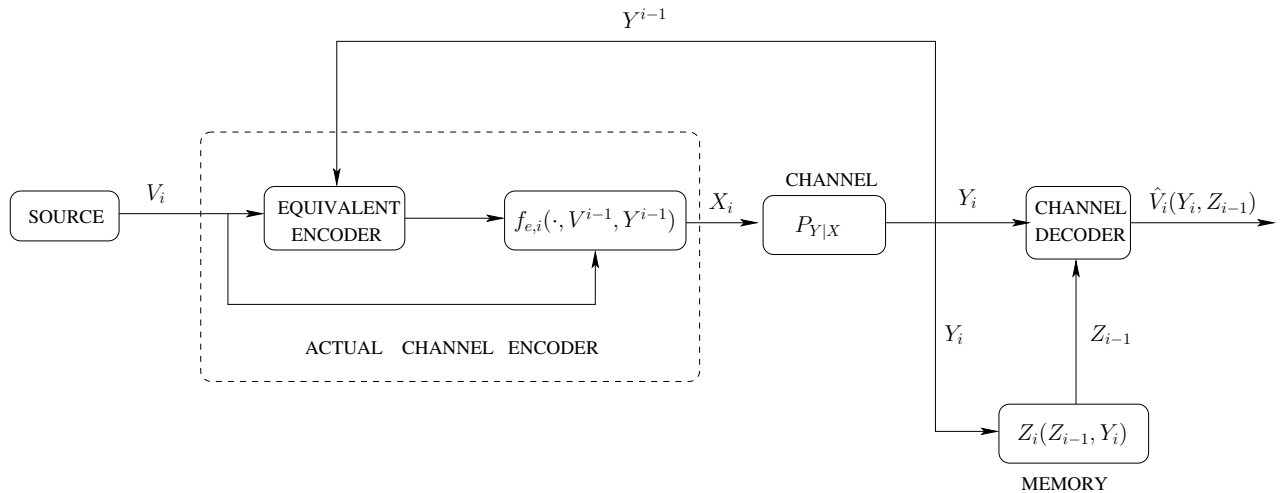 $Y^{i-1}$
SOURCE
$V_i$
EQUIVALENT
ENCODER
$f_{e,i}(\cdot, V^{i-1}, Y^{i-1})$
ACTUAL CHANNEL ENCODER
$X_i$
CHANNEL
$P_{Y|X}$
$Y_i$
CHANNEL
DECODER
$\hat{V}_i(Y_i, Z_{i-1})$
$Y_i$
$Z_{i-1}$
$Z_i(Z_{i-1}, Y_i)$
MEMORY